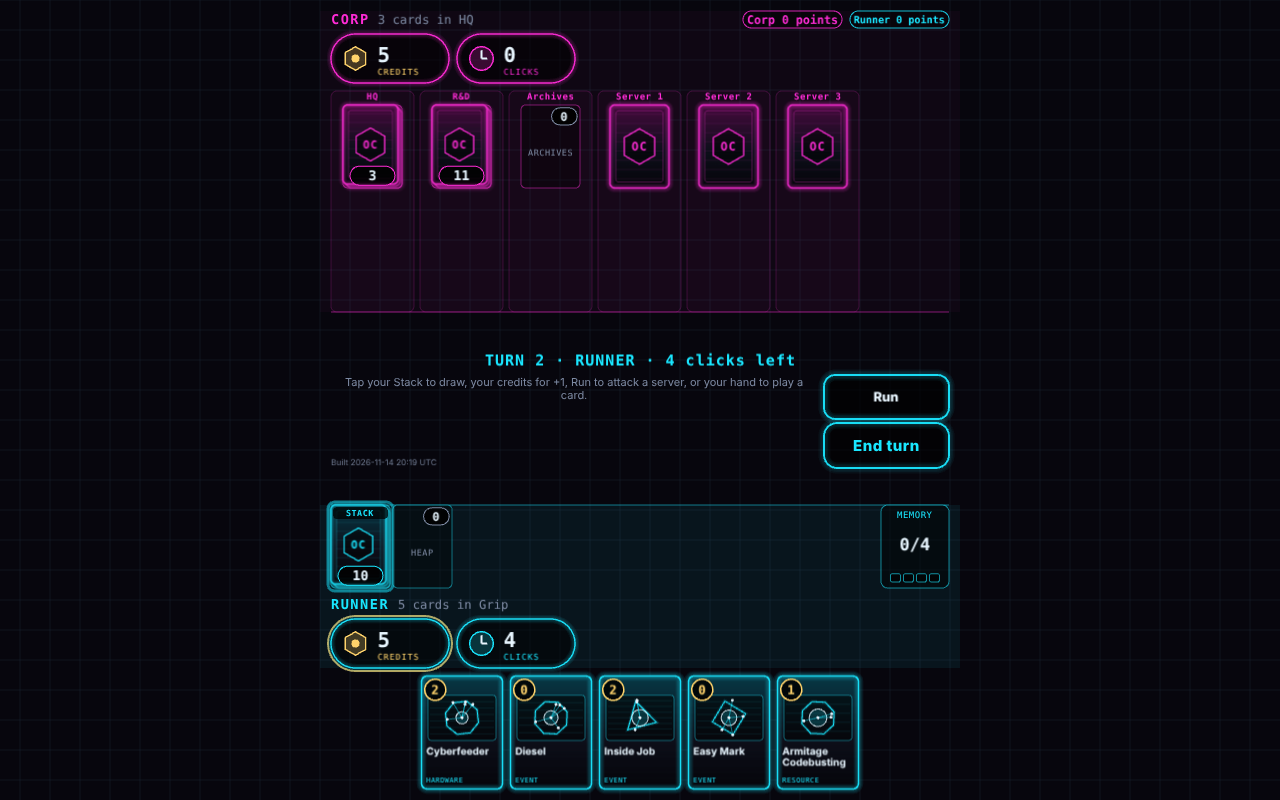 CORP 3 cards in HQ
Corp 0 points
Runner 0 points
5 CREDITS
0 CLICKS
HQ
R&D
Archives
Server 1
Server 2
Server 3
OC
3
OC
11
0
ARCHIVES
OC
OC
OC
TURN 2 · RUNNER · 4 clicks left
Tap your Stack to draw, your credits for +1, Run to attack a server, or your hand to play a
card.
Run
End turn
Built 2026-11-14 20:19 UTC
STACK
OC
10
0
HEAP
MEMORY
0/4
RUNNER 5 cards in Grip
5 CREDITS
4 CLICKS
2
Cyberfeeder
HARDWARE
0
Diesel
EVENT
2
Inside Job
EVENT
0
Easy Mark
EVENT
1
Armitage
Codebusting
RESOURCE